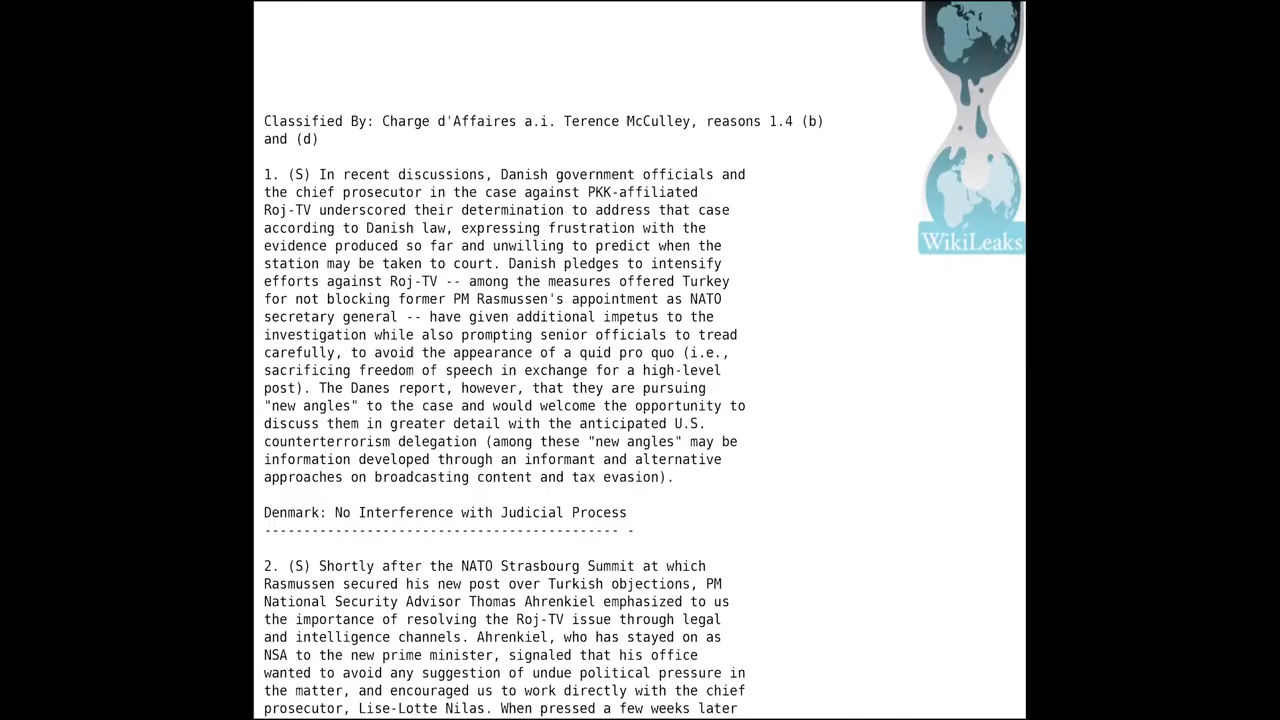 Classified By: Charge d'Affaires a.i. Terence McCulley, reasons 1.4 (b)
and (d)
1. (S) In recent discussions, Danish government officials and
the chief prosecutor in the case against PKK-affiliated
Roj-TV underscored their determination to address that case
according to Danish law, expressing frustration with the
evidence produced so far and unwilling to predict when the
station may be taken to court. Danish pledges to intensify
efforts against Roj-TV -- among the measures offered Turkey
for not blocking former PM Rasmussen's appointment as NATO
secretary general -- have given additional impetus to the
investigation while also prompting senior officials to tread
carefully, to avoid the appearance of a quid pro quo (i.e.,
sacrificing freedom of speech in exchange for a high-level
post). The Danes report, however, that they are pursuing
"new angles" to the case and would welcome the opportunity to
discuss them in greater detail with the anticipated U.S.
counterterrorism delegation (among these "new angles" may be
information developed through an informant and alternative
approaches on broadcasting content and tax evasion).
Denmark: No Interference with Judicial Process
--------------------------------------------- -
2. (S) Shortly after the NATO Strasbourg Summit at which
Rasmussen secured his new post over Turkish objections, PM
National Security Advisor Thomas Ahrenkiel emphasized to us
the importance of resolving the Roj-TV issue through legal
and intelligence channels. Ahrenkiel, who has stayed on as
NSA to the new prime minister, signaled that his office
wanted to avoid any suggestion of undue political pressure in
the matter, and encouraged us to work directly with the chief
prosecutor, Lise-Lotte Nilas. When pressed a few weeks later
WikiLeaks